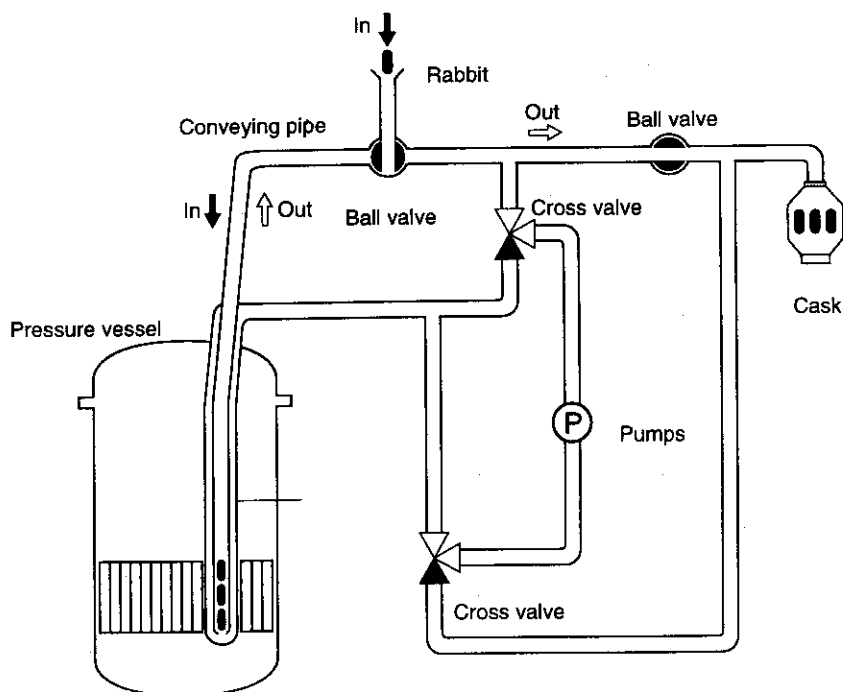 In
Rabbit
Out
Ball valve
Conveying pipe
In
Out
Ball valve
Cross valve
Cask
Pressure vessel
P
Pumps
Cross valve